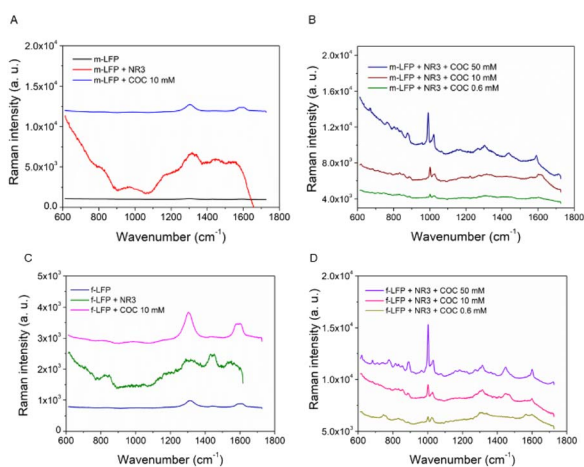 A
2.0x10⁴
1.5x10⁴
1.0x10⁴
5.0x10³
0.0
Raman intensity (a. u.)
m-LFP
m-LFP + NR3
m-LFP + COC 10 mM
600 800 1000 1200 1400 1600 1800
Wavenumber (cm⁻¹)
B
2.0x10⁴
1.6x10⁴
1.2x10⁴
8.0x10³
4.0x10³
Raman intensity (a. u.)
m-LFP + NR3 + COC 50 mM
m-LFP + NR3 + COC 10 mM
m-LFP + NR3 + COC 0.6 mM
600 800 1000 1200 1400 1600 1800
Wavenumber (cm⁻¹)
C
5x10³
4x10³
3x10³
2x10³
1x10³
0
Raman intensity (a. u.)
f-LFP
f-LFP + NR3
f-LFP + COC 10 mM
600 800 1000 1200 1400 1600 1800
Wavenumber (cm⁻¹)
D
2.0x10⁴
1.5x10⁴
1.0x10⁴
5.0x10³
Raman intensity (a. u.)
f-LFP + NR3 + COC 50 mM
f-LFP + NR3 + COC 10 mM
f-LFP + NR3 + COC 0.6 mM
600 800 1000 1200 1400 1600 1800
Wavenumber (cm⁻¹)